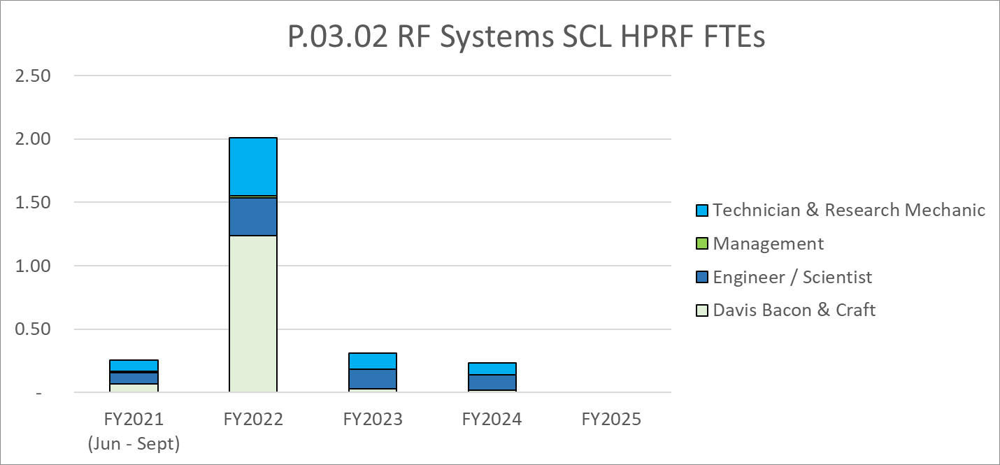 P.03.02 RF Systems SCL HPRF FTEs
2.50
2.00
1.50
1.00
0.50
-
FY2021
(Jun - Sept)
FY2022
FY2023
FY2024
FY2025
Technician & Research Mechanic
Management
Engineer / Scientist
Davis Bacon & Craft